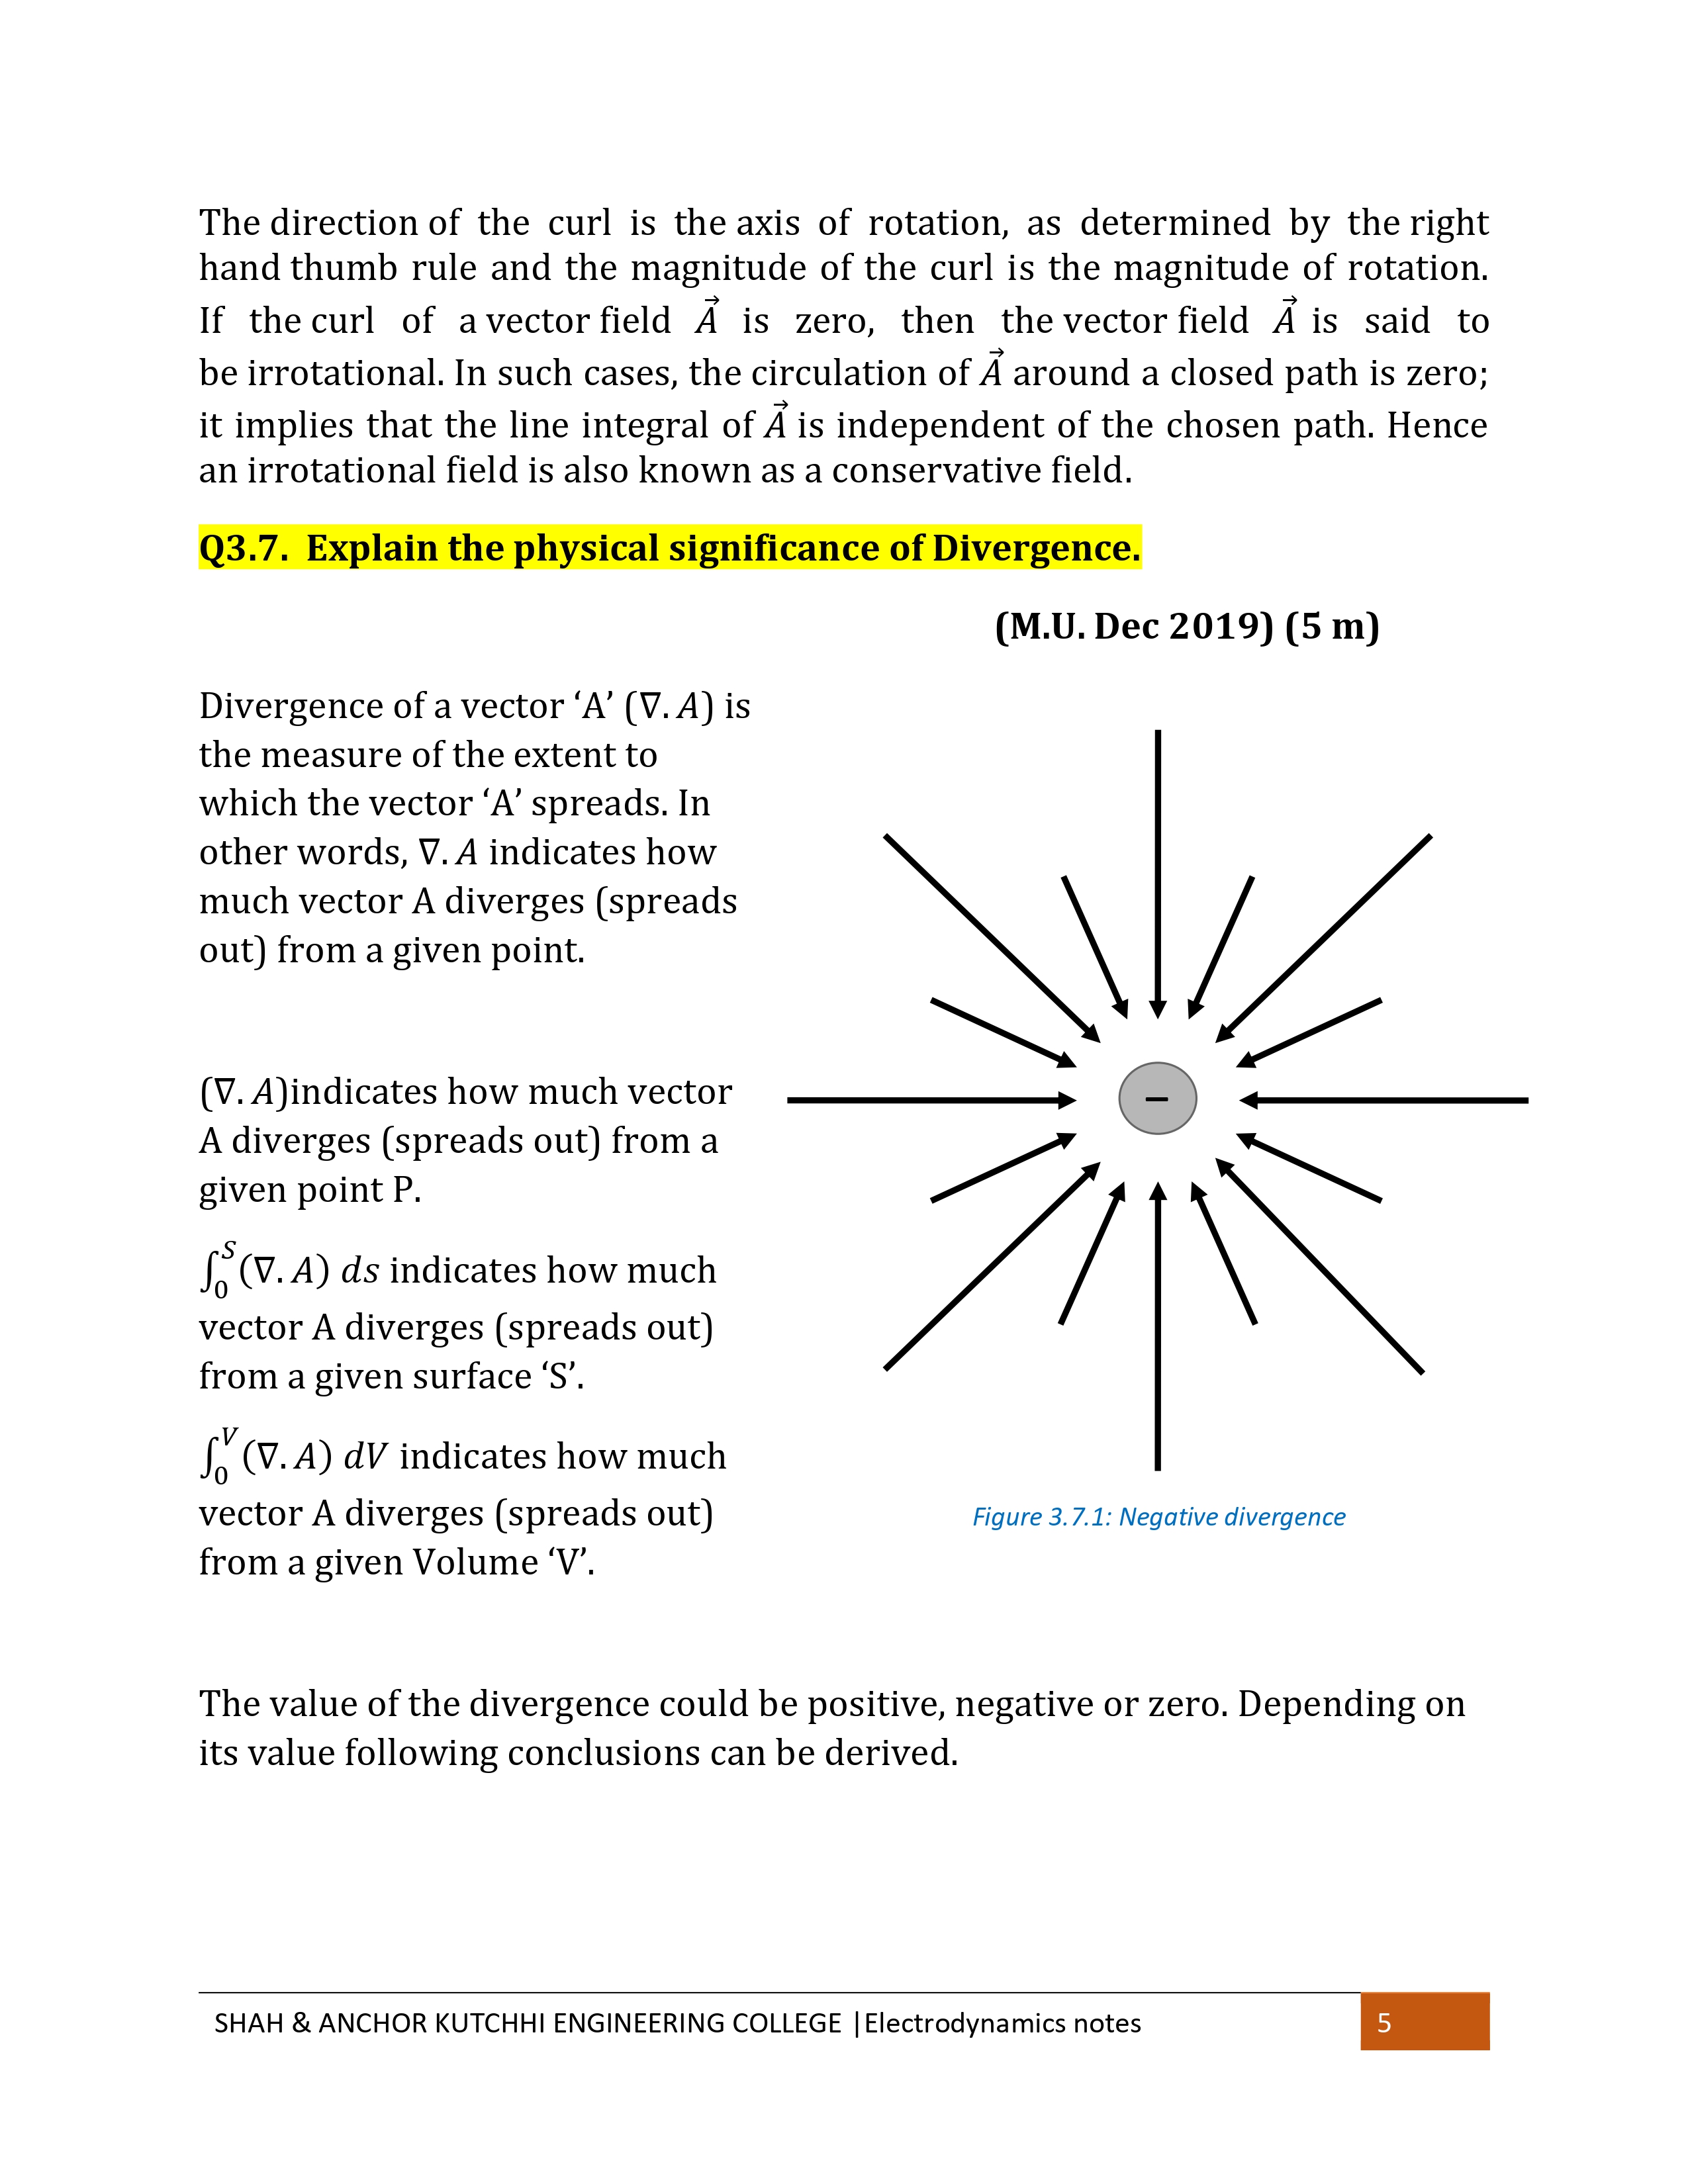 The direction of the curl is the axis of rotation, as determined by the right
hand thumb rule and the magnitude of the curl is the magnitude of rotation.
If the curl of a vector field \(\vec{A}\) is zero, then the vector field \(\vec{A}\) is said to
be irrotational. In such cases, the circulation of \(\vec{A}\) around a closed path is zero;
it implies that the line integral of \(\vec{A}\) is independent of the chosen path. Hence
an irrotational field is also known as a conservative field.
Q3.7. Explain the physical significance of Divergence.
(M.U. Dec 2019) (5 m)
Divergence of a vector ‘A’ (∇. A) is
the measure of the extent to
which the vector ‘A’ spreads. In
other words, ∇. A indicates how
much vector A diverges (spreads
out) from a given point.
(∇. A)indicates how much vector
A diverges (spreads out) from a
given point P.
\(\int_0^S (∇. A) ds\) indicates how much
vector A diverges (spreads out)
from a given surface ‘S’.
\(\int_0^V (∇. A) dV\) indicates how much
vector A diverges (spreads out)
from a given Volume ‘V’.
–
Figure 3.7.1: Negative divergence
The value of the divergence could be positive, negative or zero. Depending on
its value following conclusions can be derived.
SHAH & ANCHOR KUTCHHI ENGINEERING COLLEGE |Electrodynamics notes
5